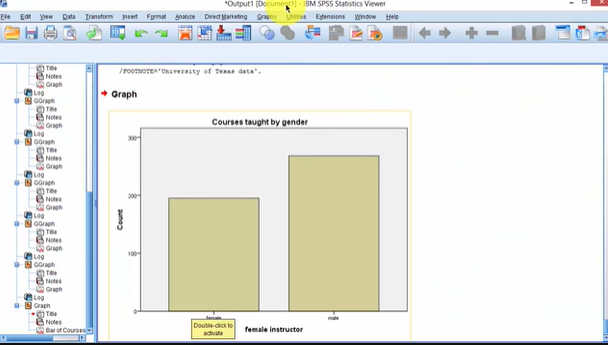 *Output1 [Document1] - IBM SPSS Statistics Viewer
File Edit View Data Transform Insert Format Analyze Direct Marketing Graphs Utilities Extensions Window Help
Title
Notes
Graph
Log
GGraph
Title
Notes
Graph
Log
GGraph
Title
Notes
Graph
Log
GGraph
Title
Notes
Graph
Log
GGraph
Title
Notes
Graph
Log
GGraph
Title
Notes
Graph
Log
Graph
Title
Notes
Bar of Courses
/FOOTNOTE='University of Texas data'.
Graph
Courses taught by gender
300
200
100
0
Count
female
male
Double-click to
activate
female instructor